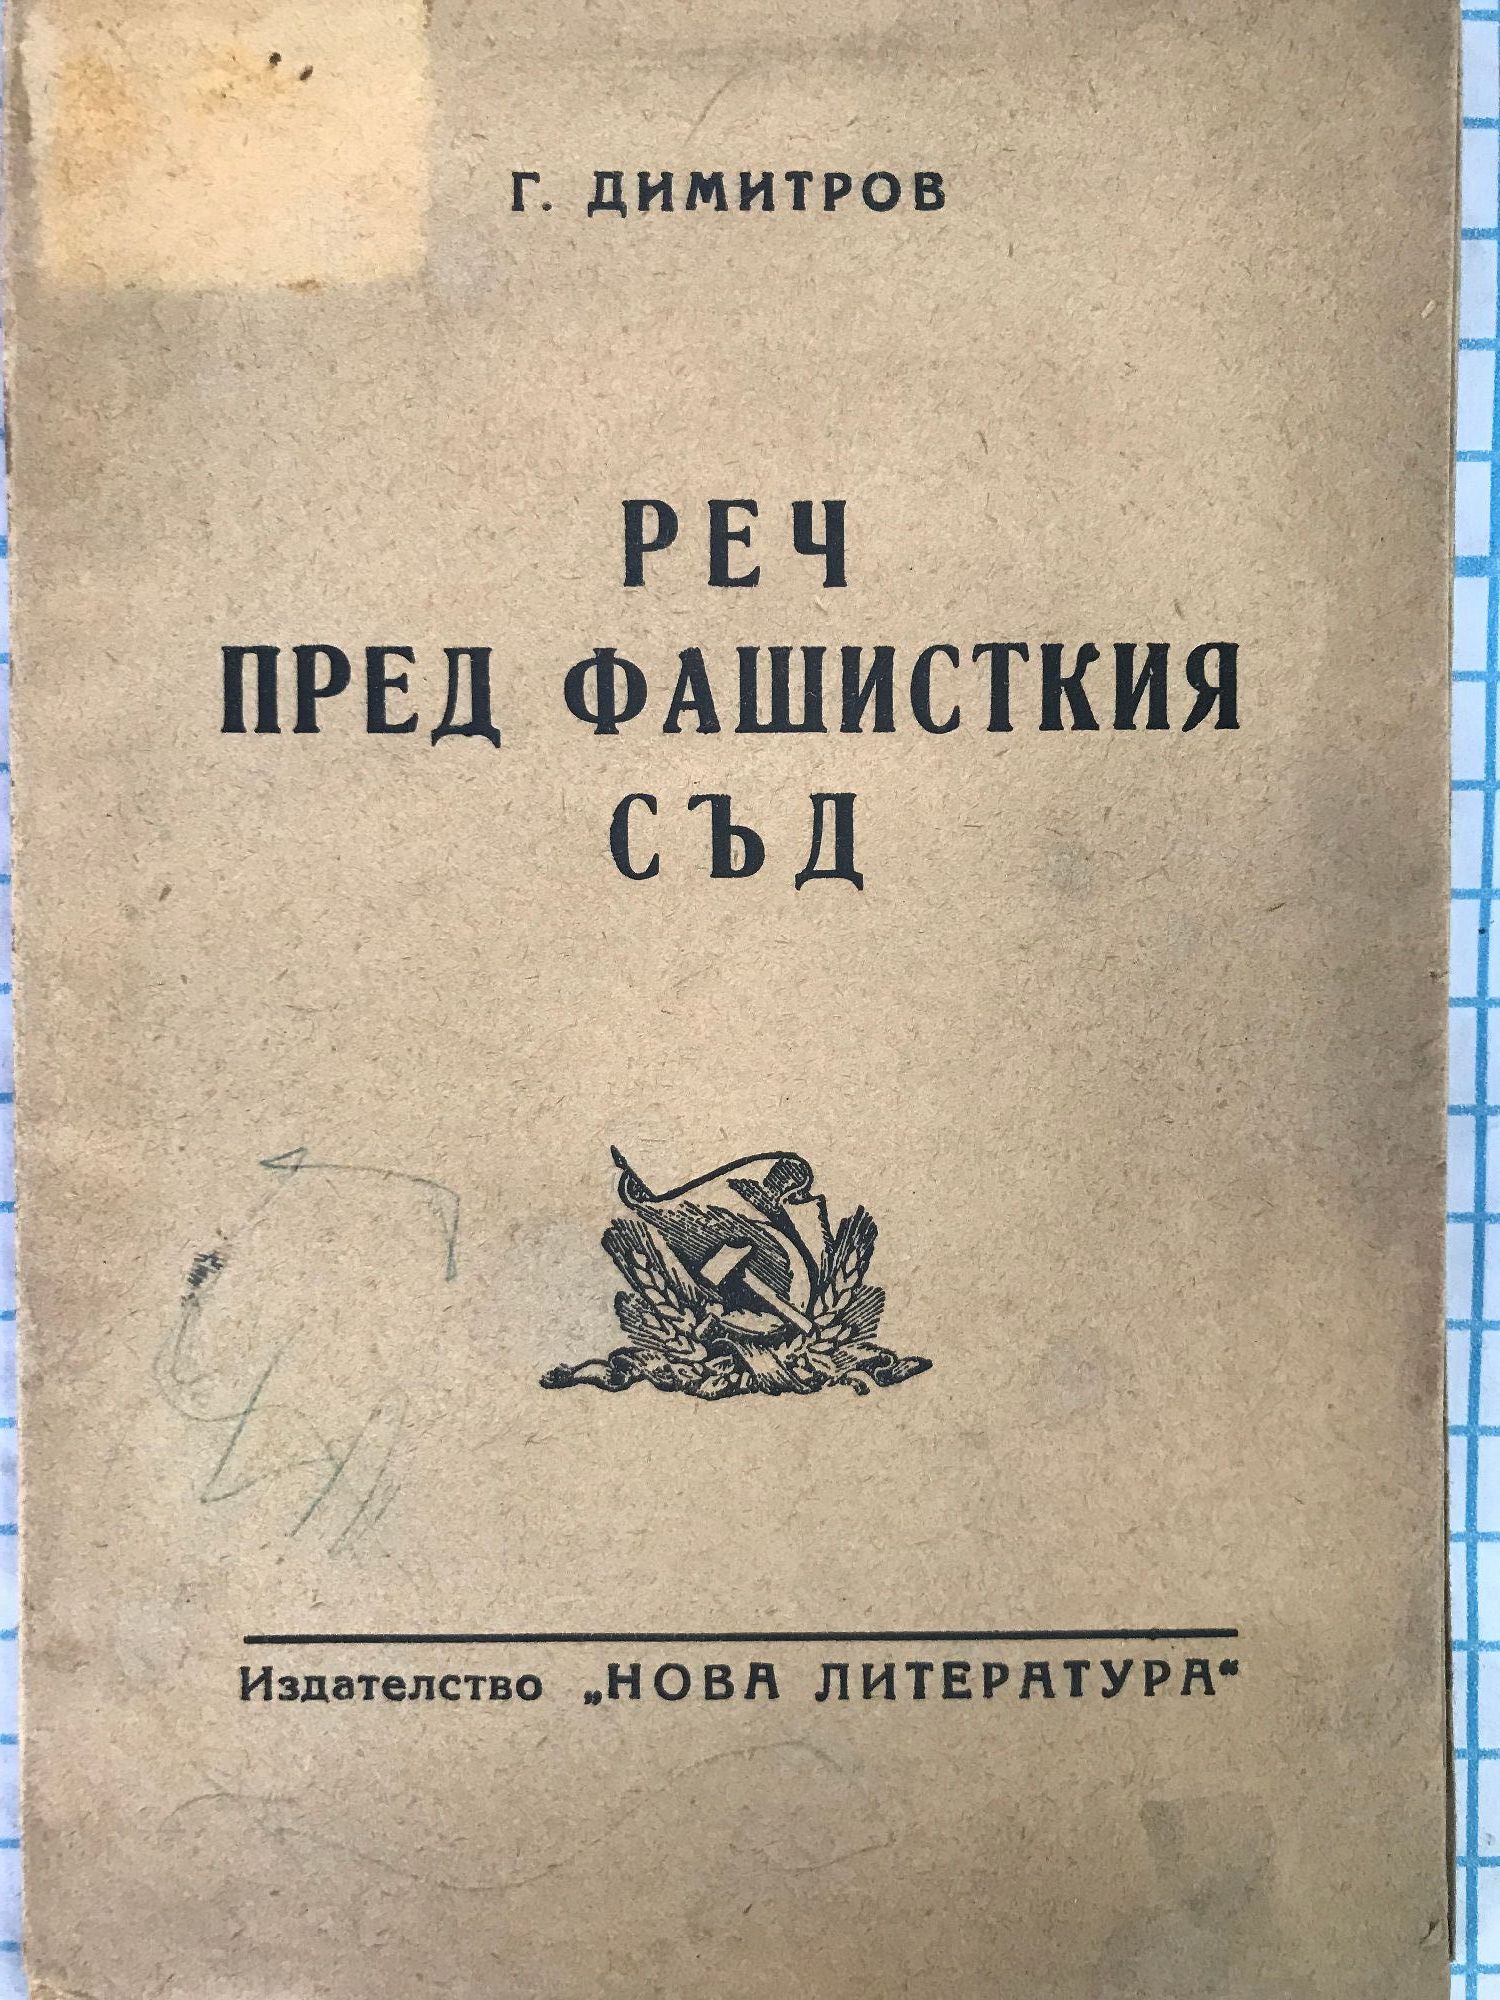 Г. ДИМИТРОВ
РЕЧ
ПРЕД ФАШИСТКИЯ
СЪД
Издателство „НОВА ЛИТЕРАТУРА“